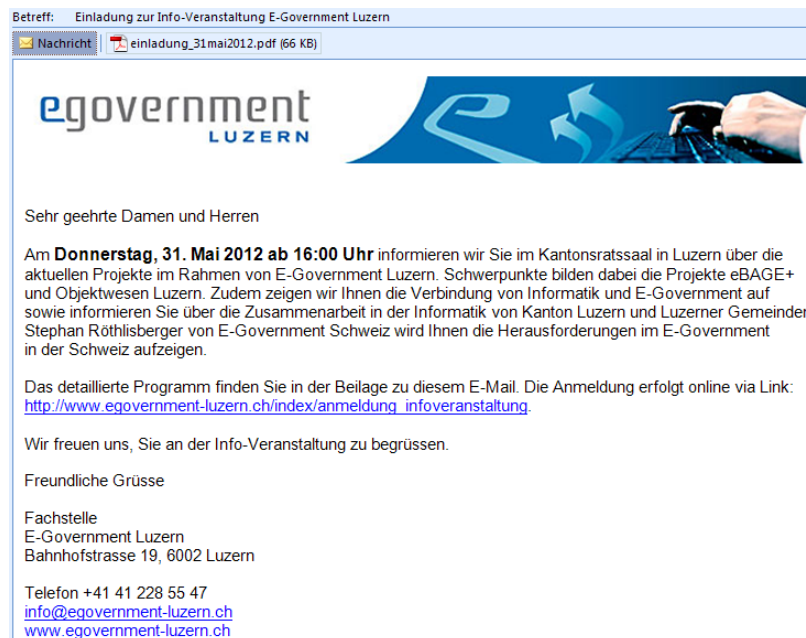 Betreff: Einladung zur Info-Veranstaltung E-Government Luzern
Nachricht einladung_31mai2012.pdf (66 KB)
egovernment
LUZERN
Sehr geehrte Damen und Herren
Am Donnerstag, 31. Mai 2012 ab 16:00 Uhr informieren wir Sie im Kantonsratssaal in Luzern über die
aktuellen Projekte im Rahmen von E-Government Luzern. Schwerpunkte bilden dabei die Projekte eBAGE+
und Objektwesen Luzern. Zudem zeigen wir Ihnen die Verbindung von Informatik und E-Government auf
sowie informieren Sie über die Zusammenarbeit in der Informatik von Kanton Luzern und Luzerner Gemeinden
Stephan Röthlisberger von E-Government Schweiz wird Ihnen die Herausforderungen im E-Government
in der Schweiz aufzeigen.
Das detaillierte Programm finden Sie in der Beilage zu diesem E-Mail. Die Anmeldung erfolgt online via Link:
http://www.egovernment-luzern.ch/index/anmeldung_infoveranstaltung.
Wir freuen uns, Sie an der Info-Veranstaltung zu begrüssen.
Freundliche Grüsse
Fachstelle
E-Government Luzern
Bahnhofstrasse 19, 6002 Luzern
Telefon +41 41 228 55 47
info@egovernment-luzern.ch
www.egovernment-luzern.ch